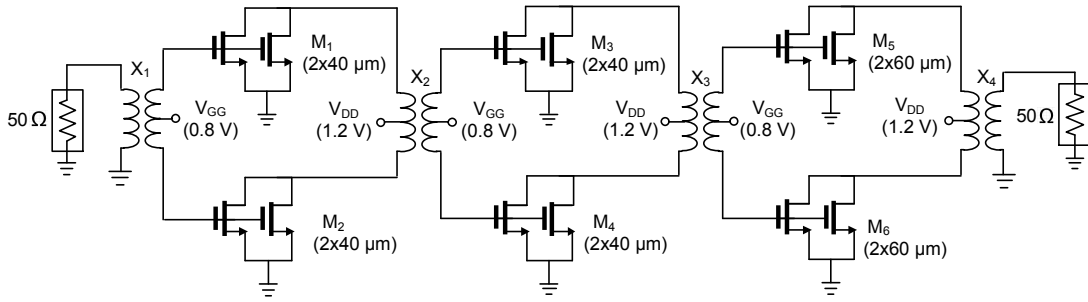 50 Ω
X1
VGG
(0.8 V)
M1
(2x40 µm)
M2
(2x40 µm)
VDD
(1.2 V)
X2
VGG
(0.8 V)
M3
(2x40 µm)
M4
(2x40 µm)
VDD
(1.2 V)
X3
VGG
(0.8 V)
M5
(2x60 µm)
M6
(2x60 µm)
VDD
(1.2 V)
X4
50Ω